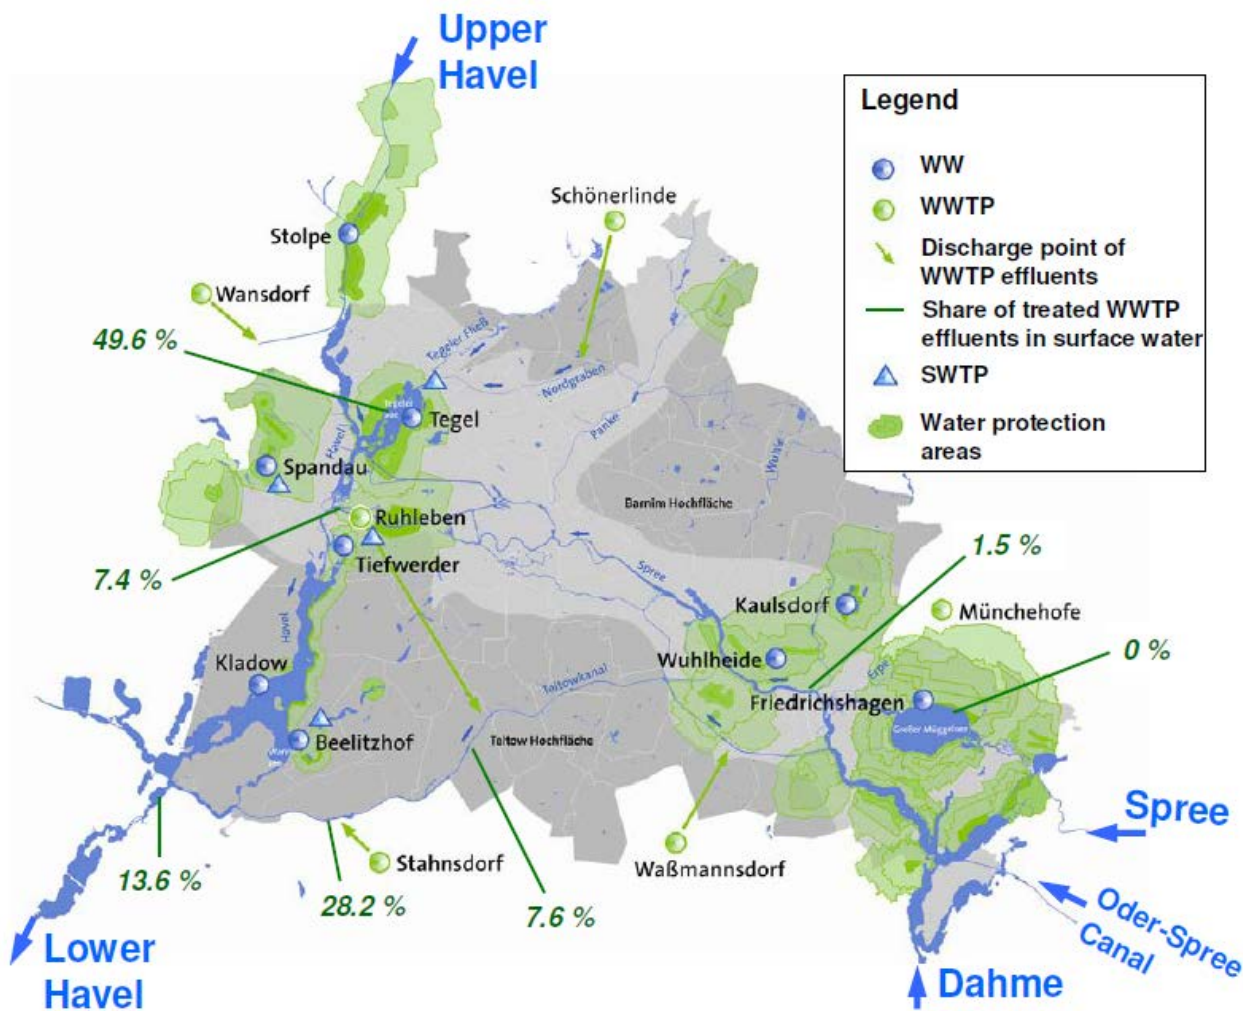 Upper
Havel
Legend
WW
WWTP
Discharge point of
WWTP effluents
Share of treated WWTP
effluents in surface water
SWTP
Water protection
areas
Schönerlinde
Stolpe
Wansdorf
49.6 %
Tegeler Fließ
Nordgraben
Tegeler
Tegel
Panke
Wuhle
Havel
Spandau
Barnim Hochfläche
Ruhleben
7.4 %
Tiefwerder
1.5 %
Spree
Kaulsdorf
Münchehofe
Havel
Kladow
Wuhlheide
0 %
Erpe
Teltowkanal
Friedrichshagen
Großer Müggelsee
Beelitzhof
Teltow Hochfläche
Spree
Stahnsdorf
Waßmannsdorf
13.6 %
28.2 %
7.6 %
Oder-Spree
Canal
Lower
Havel
Dahme